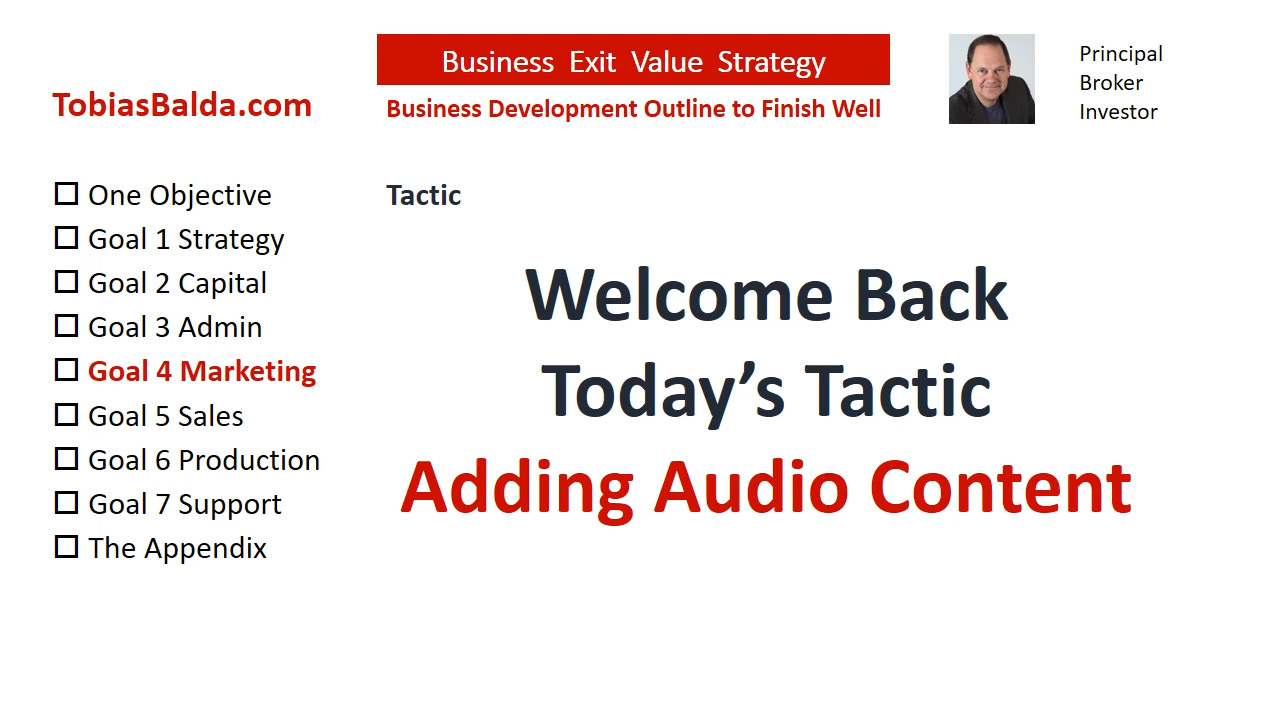 Business Exit Value Strategy
TobiasBalda.com
Business Development Outline to Finish Well
Principal
Broker
Investor
One Objective
Goal 1 Strategy
Goal 2 Capital
Goal 3 Admin
Goal 4 Marketing
Goal 5 Sales
Goal 6 Production
Goal 7 Support
The Appendix
Tactic
Welcome Back
Today’s Tactic
Adding Audio Content